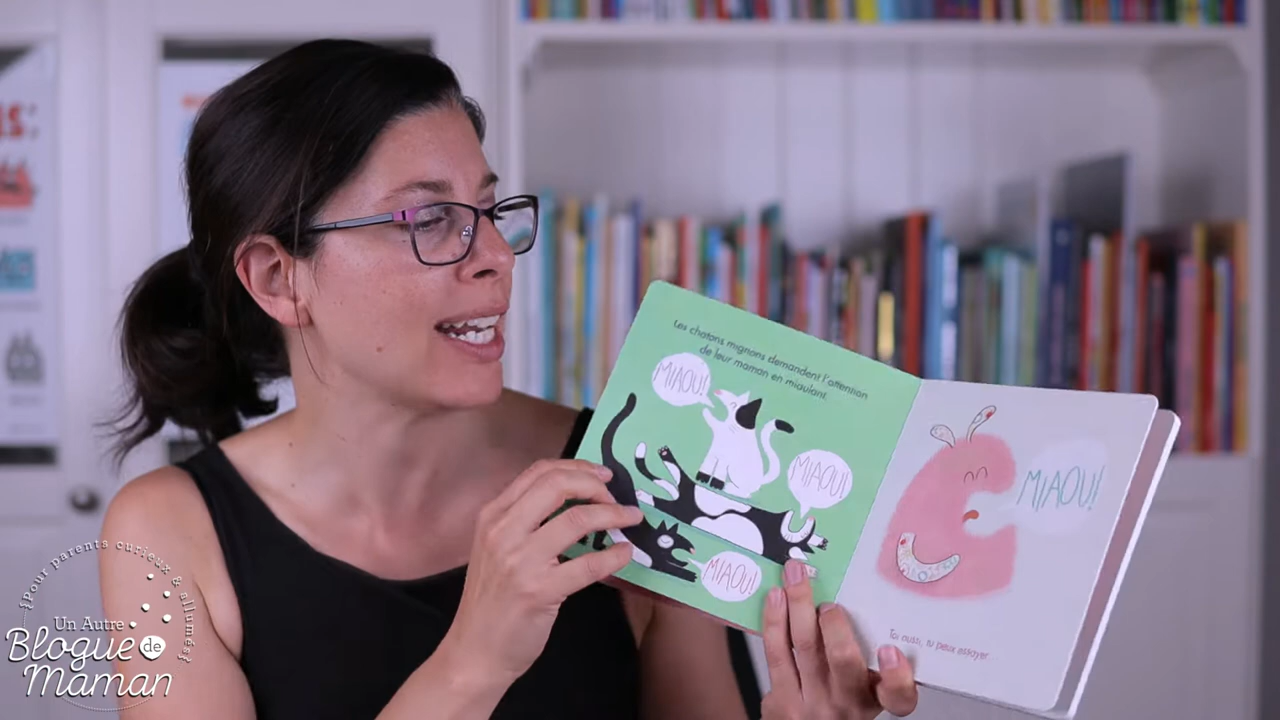 Les chatons mignons demandent l'attention
de leur maman en miaulant.
MIAOU!
MIAOU!
MIAOU!
MIAOU!
Toi aussi, tu peux essayer...
{Pour parents curieux & allumés}
Un Autre
Blogue de
Maman